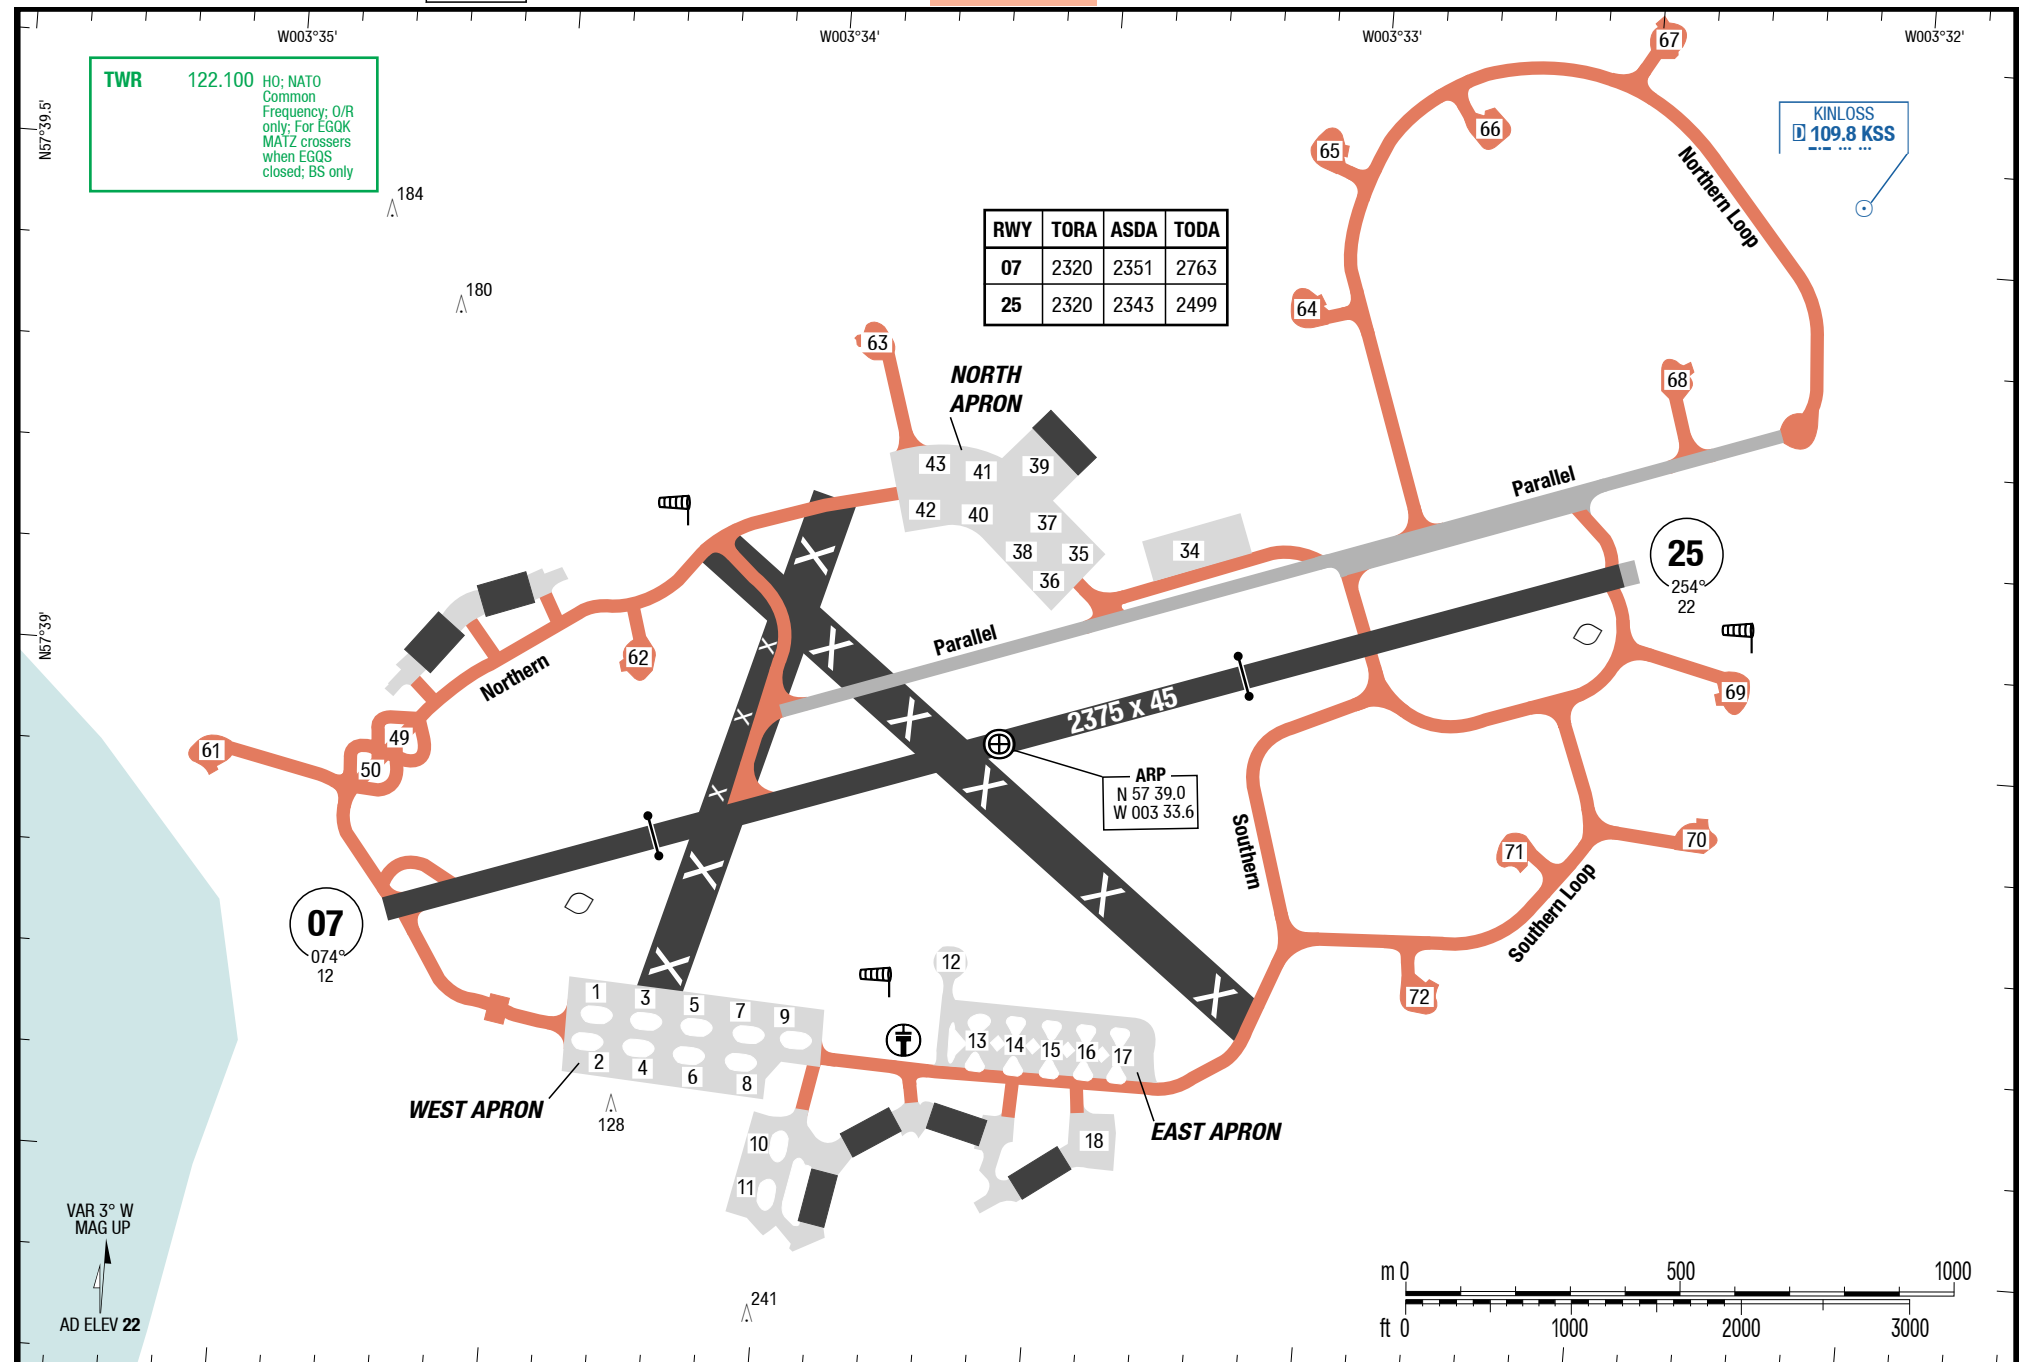 W003°35'
W003°34'
W003°33'
W003°32'
N57°39.5'
N57°39'
TWR 122.100 HO; NATO
Common
Frequency; O/R
only; For EGQK
MATZ crossers
when EGQS
closed; BS only
184
180
KINLOSS
D 109.8 KSS
RWY TORA ASDA TODA
07 2320 2351 2763
25 2320 2343 2499
67
66
65
Northern Loop
64
63
68
NORTH
APRON
43
41
39
42
40
37
38
35
36
34
Parallel
25
254°
22
Parallel
62
Northern
69
61
49
50
2375 x 45
ARP
N 57 39.0
W 003 33.6
Southern
70
71
Southern Loop
07
074°
12
72
1
3
5
7
9
2
4
6
8
12
13
14
15
16
17
WEST APRON
128
EAST APRON
10
11
18
VAR 3° W
MAG UP
AD ELEV 22
241
m 0 500 1000
ft 0 1000 2000 3000